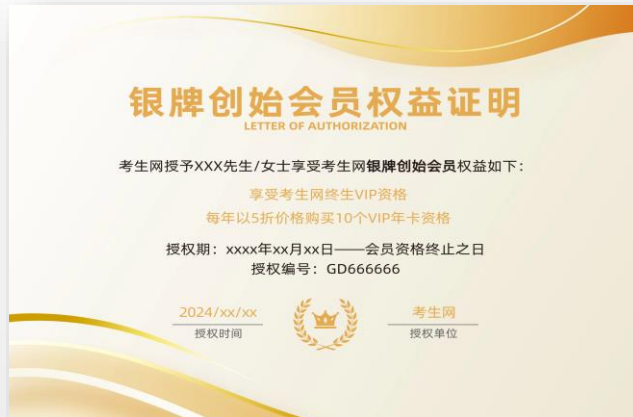 银牌创始会员权益证明
LETTER OF AUTHORIZATION
考生网授予XXX先生/女士享受考生网银牌创始会员权益如下：
享受考生网终生VIP资格
每年以5折价格购买10个VIP年卡资格
授权期：xxxx年xx月xx日——会员资格终止之日
授权编号：GD666666
2024/xx/xx
授权时间
考生网
授权单位